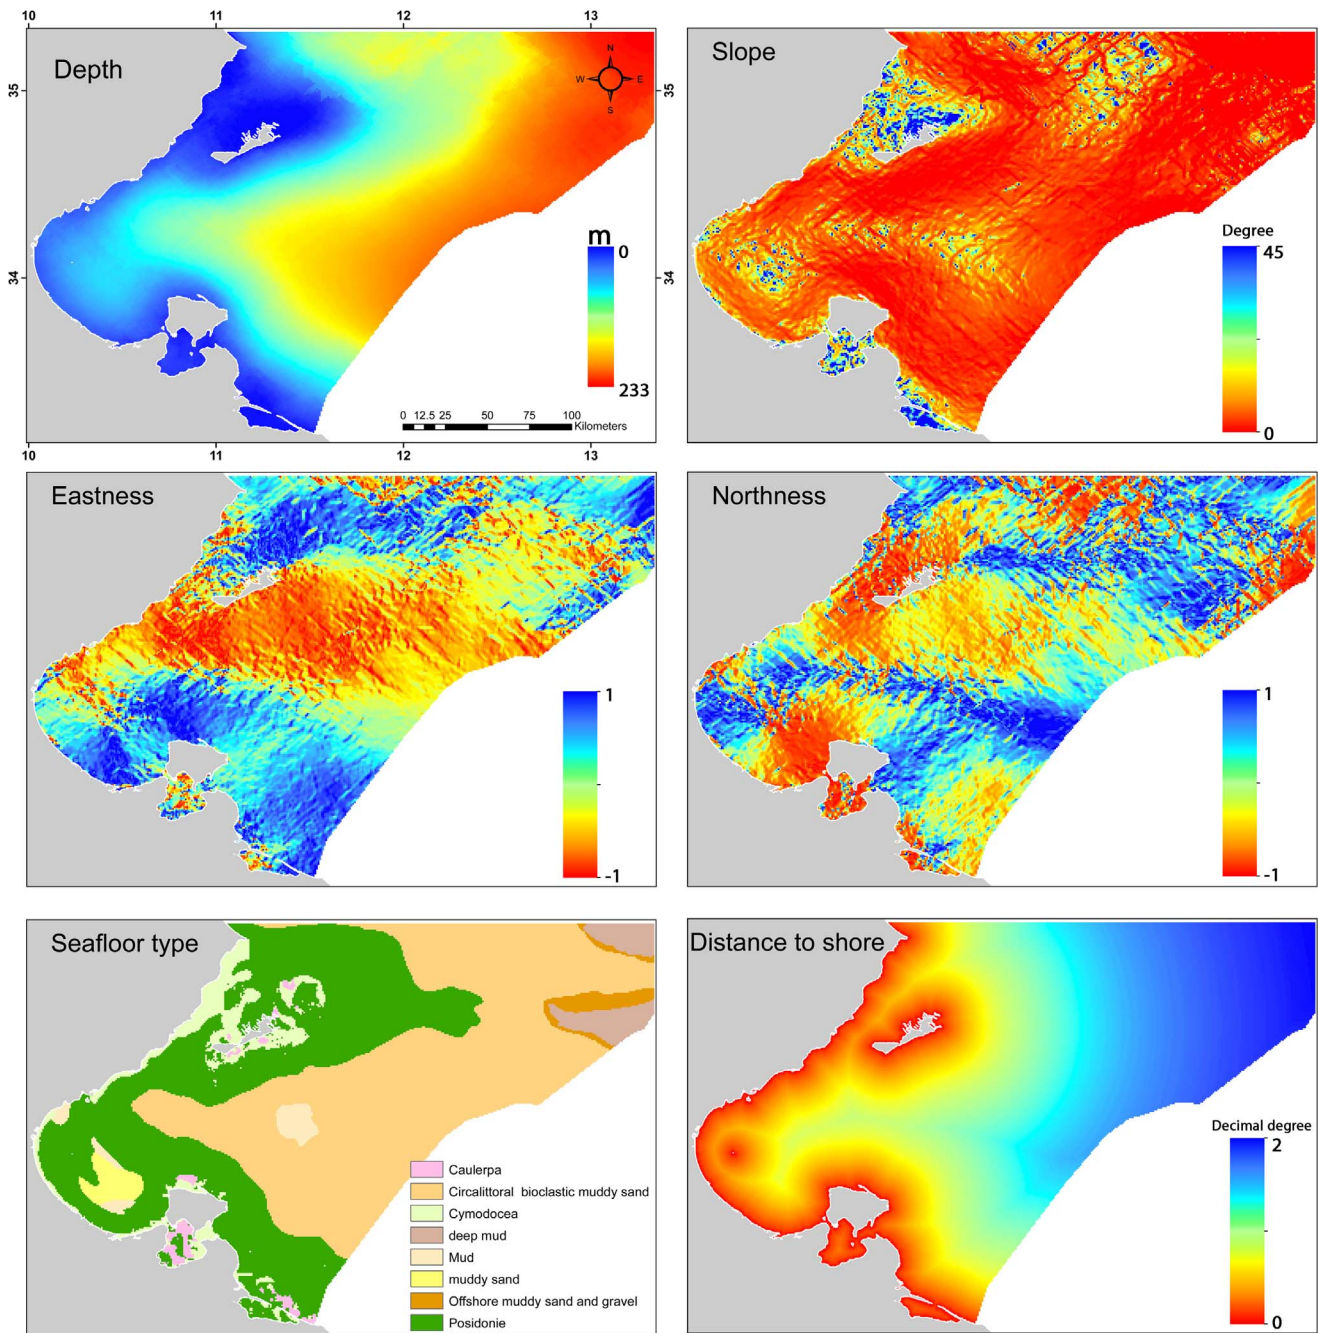 10 11 12 13
Depth
N
W E
S
35
34
m
0
233
0 12.5 25 50 75 100
Kilometers
10 11 12 13
Slope
35
34
Degree
45
0
Eastness
1
-1
Northness
1
-1
Seafloor type
Caulerpa
Circalittoral bioclastic muddy sand
Cymodocea
deep mud
Mud
muddy sand
Offshore muddy sand and gravel
Posidonie
Distance to shore
Decimal degree
2
0